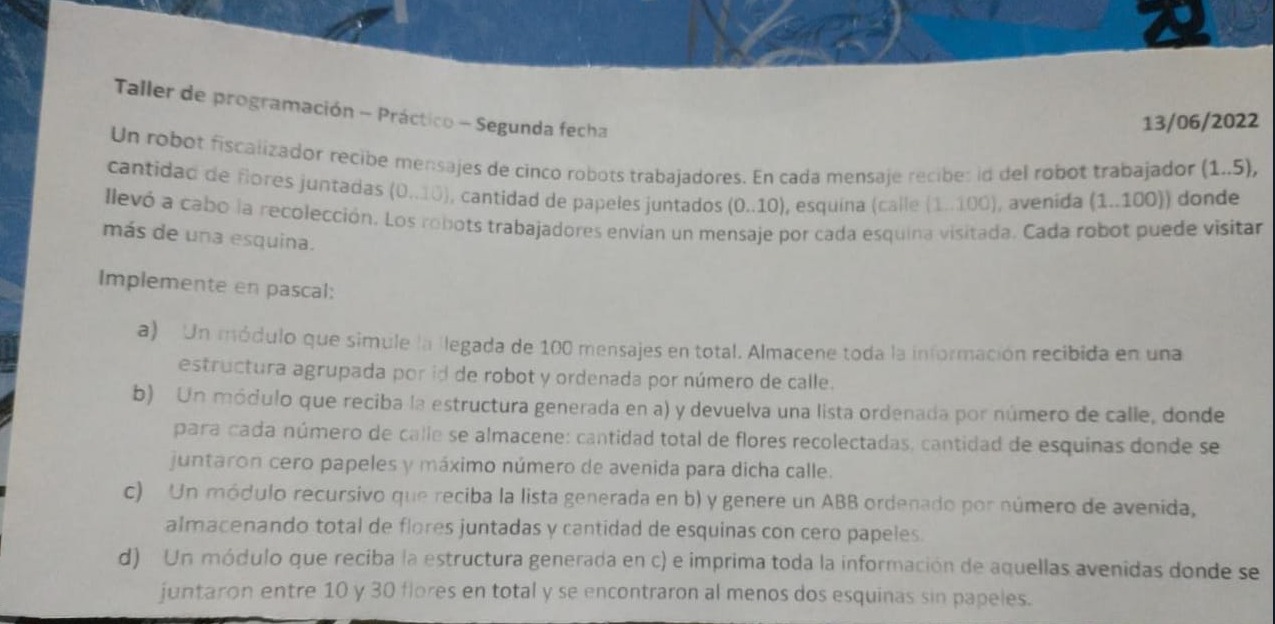 Taller de programación – Práctico – Segunda fecha
13/06/2022
Un robot fiscalizador recibe mensajes de cinco robots trabajadores. En cada mensaje recibe: id del robot trabajador (1..5),
cantidad de flores juntadas (0..10), cantidad de papeles juntados (0..10), esquina (calle (1..100), avenida (1..100)) donde
llevó a cabo la recolección. Los robots trabajadores envían un mensaje por cada esquina visitada. Cada robot puede visitar
más de una esquina.
Implemente en pascal:
a) Un módulo que simule la llegada de 100 mensajes en total. Almacene toda la información recibida en una
estructura agrupada por id de robot y ordenada por número de calle.
b) Un módulo que reciba la estructura generada en a) y devuelva una lista ordenada por número de calle, donde
para cada número de calle se almacene: cantidad total de flores recolectadas, cantidad de esquinas donde se
juntaron cero papeles y máximo número de avenida para dicha calle.
c) Un módulo recursivo que reciba la lista generada en b) y genere un ABB ordenado por número de avenida,
almacenando total de flores juntadas y cantidad de esquinas con cero papeles.
d) Un módulo que reciba la estructura generada en c) e imprima toda la información de aquellas avenidas donde se
juntaron entre 10 y 30 flores en total y se encontraron al menos dos esquinas sin papeles.